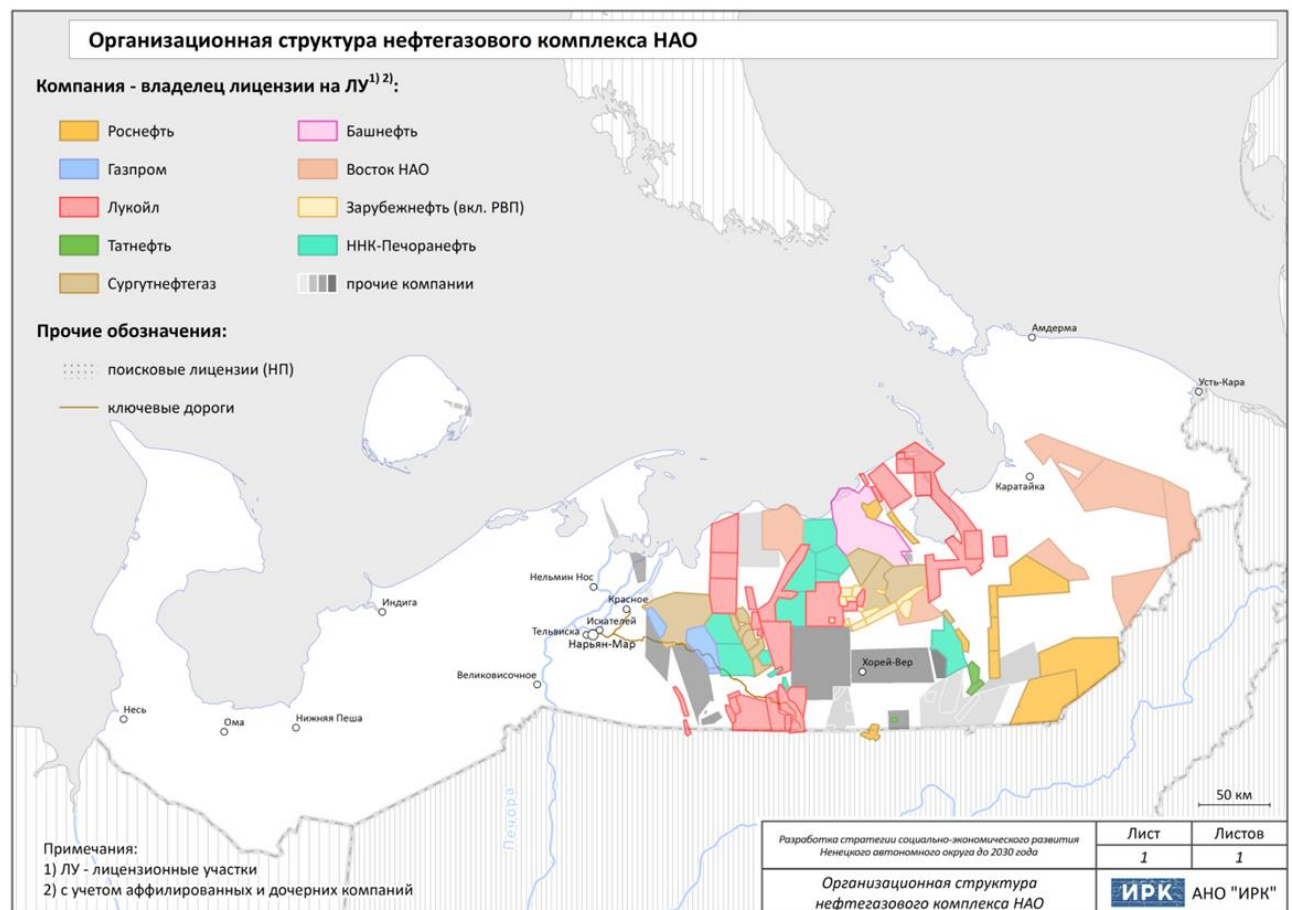 Организационная структура нефтегазового комплекса НАО
Компания - владелец лицензии на ЛУ1) 2):
Роснефть
Газпром
Лукойл
Татнефть
Сургутнефтегаз
Башнефть
Восток НАО
Зарубежнефть (вкл. РВП)
ННК-Печоранефть
прочие компании
Прочие обозначения:
поисковые лицензии (НП)
ключевые дороги
Амдерма
Усть-Кара
Каратайка
Нельмин Нос
Красное
Индига
Искателей
Тельвиска
Нарьян-Мар
Хорей-Вер
Великовисочное
Несь
Ома
Нижняя Пеша
Печора
50 км
Примечания:
1) ЛУ - лицензионные участки
2) с учетом аффилированных и дочерних компаний
Разработка стратегии социально-экономического развития
Ненецкого автономного округа до 2030 года
Лист
Листов
1
1
Организационная структура
нефтегазового комплекса НАО
ИРК АНО "ИРК"